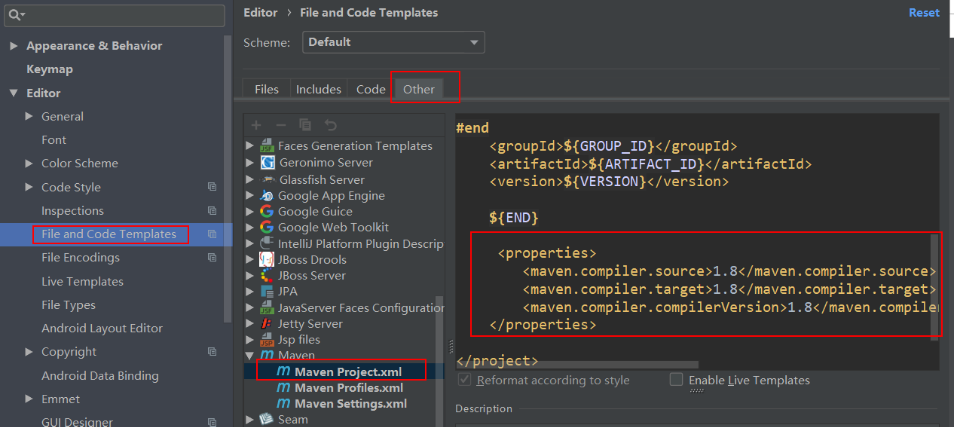 Editor › File and Code Templates
Reset
Scheme:
Default
Appearance & Behavior
Keymap
Editor
General
Font
Color Scheme
Code Style
Inspections
File and Code Templates
File Encodings
Live Templates
File Types
Android Layout Editor
Copyright
Android Data Binding
Emmet
GUI Designer
Files
Includes
Code
Other
Faces Generation Templates
Geronimo Server
Glassfish Server
Google App Engine
Google Guice
Google Web Toolkit
IntelliJ Platform Plugin Descrip
JBoss Drools
JBoss Server
JPA
JavaServer Faces Configuration
Jetty Server
Jsp files
Maven
Maven Project.xml
Maven Profiles.xml
Maven Settings.xml
Seam
#end
<groupId>${GROUP_ID}</groupId>
<artifactId>${ARTIFACT_ID}</artifactId>
<version>${VERSION}</version>
${END}
<properties>
<maven.compiler.source>1.8</maven.compiler.source>
<maven.compiler.target>1.8</maven.compiler.target>
<maven.compiler.compilerVersion>1.8</maven.compiler
</properties>
</project>
Reformat according to style
Enable Live Templates
Description